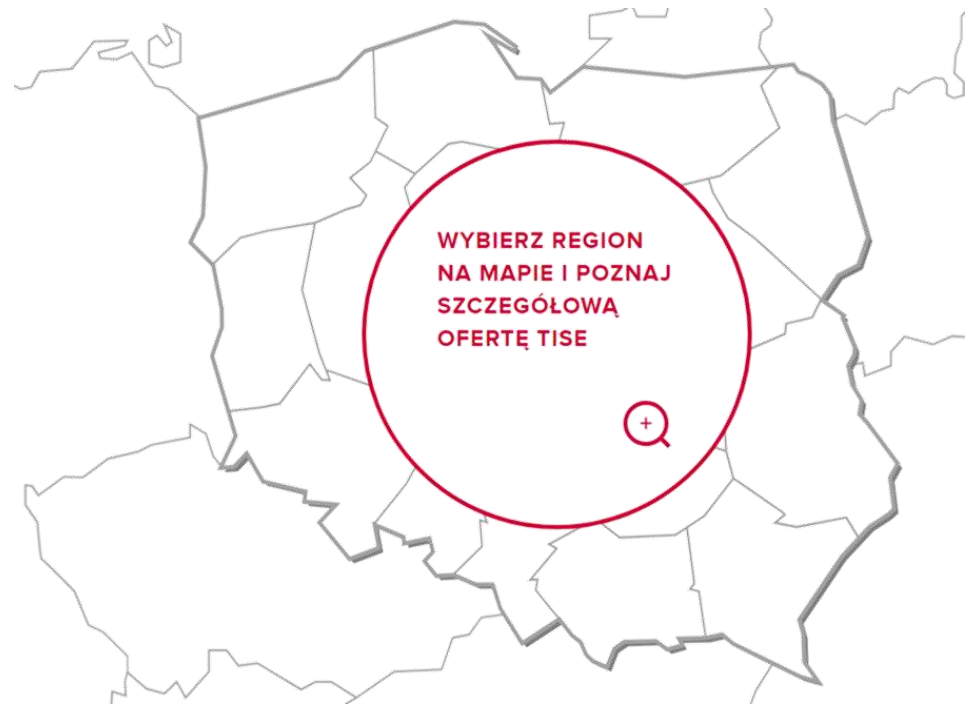 WYBIERZ REGION
NA MAPIE I POZNAJ
SZCZEGÓŁOWĄ
OFERTĘ TISE